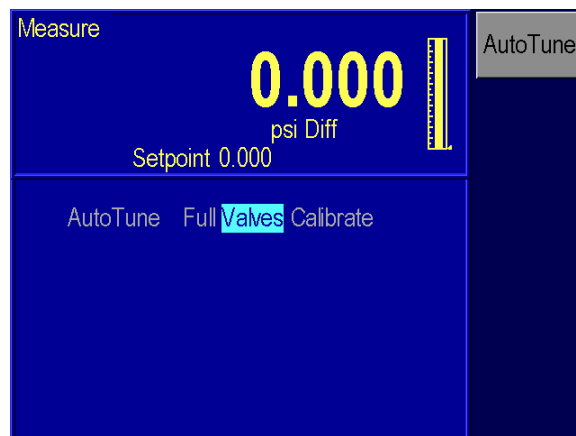 Measure
AutoTune
0.000
psi Diff
Setpoint 0.000
AutoTune Full Valves Calibrate